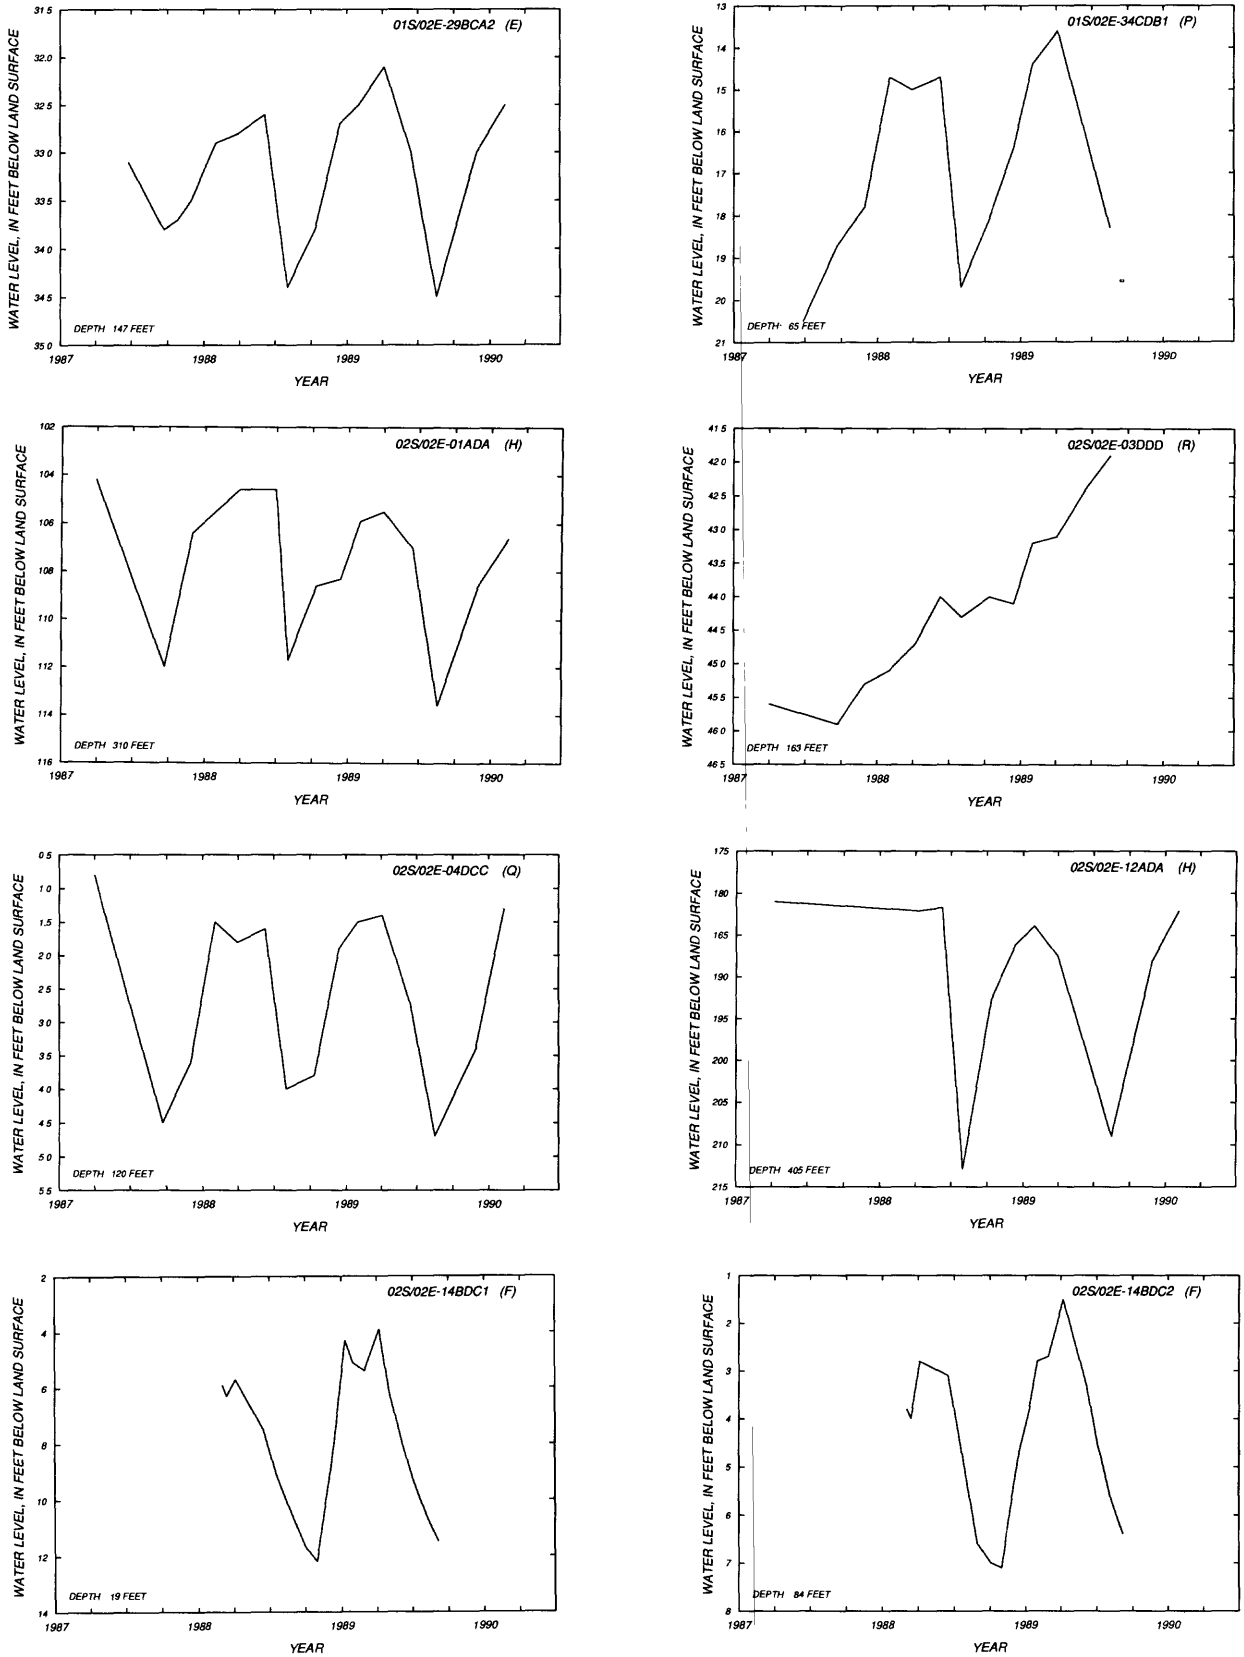 01S/02E-29BCA2 (E)
WATER LEVEL, IN FEET BELOW LAND SURFACE
31 5
32.0
32.5
33.0
33.5
34 0
34 5
35 0
DEPTH 147 FEET
1987 1988 1989 1990
YEAR
01S/02E-34CDB1 (P)
WATER LEVEL, IN FEET BELOW LAND SURFACE
13
14
15
16
17
18
19
20
21
DEPTH· 65 FEET
1987 1988 1989 1990
YEAR
02S/02E-01ADA (H)
WATER LEVEL, IN FEET BELOW LAND SURFACE
102
104
106
108
110
112
114
116
DEPTH 310 FEET
1987 1988 1989 1990
YEAR
02S/02E-03DDD (R)
WATER LEVEL, IN FEET BELOW LAND SURFACE
41 5
42 0
42.5
43.0
43.5
44.0
44.5
45.0
45 5
46.0
46 5
DEPTH 163 FEET
1987 1988 1989 1990
YEAR
02S/02E-04DCC (Q)
WATER LEVEL, IN FEET BELOW LAND SURFACE
0 5
1 0
1.5
2.0
2.5
3 0
3.5
4 0
4 5
5 0
5 5
DEPTH 120 FEET
1987 1988 1989 1990
YEAR
02S/02E-12ADA (H)
WATER LEVEL, IN FEET BELOW LAND SURFACE
175
180
165
190
195
200
205
210
215
DEPTH 405 FEET
1987 1988 1989 1990
YEAR
02S/02E-14BDC1 (F)
WATER LEVEL, IN FEET BELOW LAND SURFACE
2
4
6
8
10
12
14
DEPTH 19 FEET
1987 1988 1989 1990
YEAR
02S/02E-14BDC2 (F)
WATER LEVEL, IN FEET BELOW LAND SURFACE
1
2
3
4
5
6
7
8
DEPTH 84 FEET
1987 1988 1989 1990
YEAR